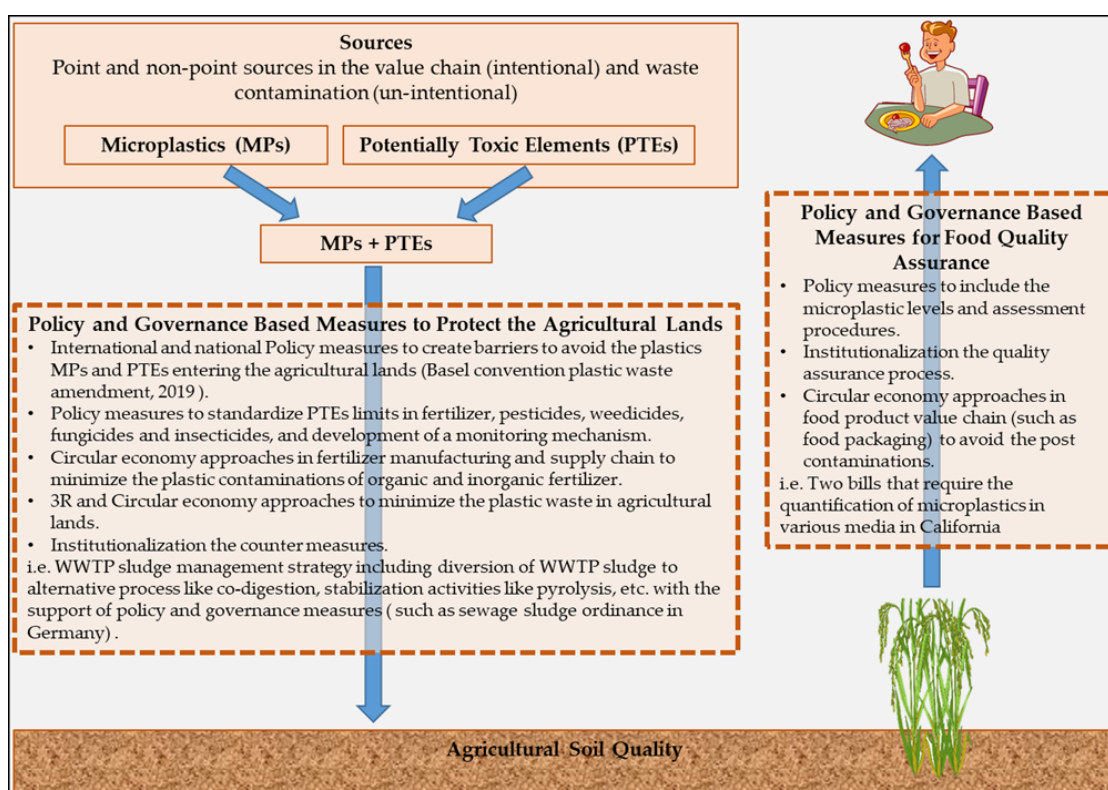 Sources
Point and non-point sources in the value chain (intentional) and waste
contamination (un-intentional)
Microplastics (MPs)
Potentially Toxic Elements (PTEs)
MPs + PTEs
Policy and Governance Based Measures to Protect the Agricultural Lands
• International and national Policy measures to create barriers to avoid the plastics
MPs and PTEs entering the agricultural lands (Basel convention plastic waste
amendment, 2019 ).
• Policy measures to standardize PTEs limits in fertilizer, pesticides, weedicides,
fungicides and insecticides, and development of a monitoring mechanism.
• Circular economy approaches in fertilizer manufacturing and supply chain to
minimize the plastic contaminations of organic and inorganic fertilizer.
• 3R and Circular economy approaches to minimize the plastic waste in agricultural
lands.
• Institutionalization the counter measures.
i.e. WWTP sludge management strategy including diversion of WWTP sludge to
alternative process like co-digestion, stabilization activities like pyrolysis, etc. with the
support of policy and governance measures ( such as sewage sludge ordinance in
Germany) .
Policy and Governance Based
Measures for Food Quality
Assurance
• Policy measures to include the
microplastic levels and assessment
procedures.
• Institutionalization the quality
assurance process.
• Circular economy approaches in
food product value chain (such as
food packaging) to avoid the post
contaminations.
i.e. Two bills that require the
quantification of microplastics in
various media in California
Agricultural Soil Quality